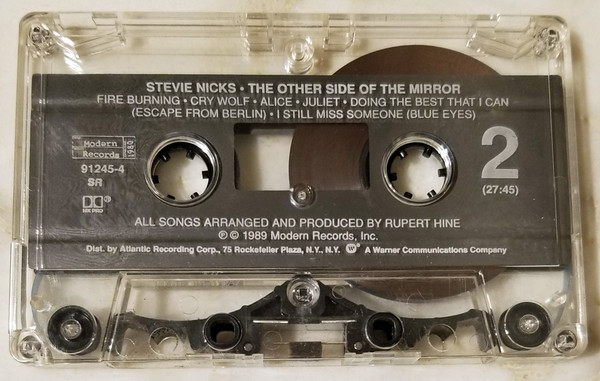 STEVIE NICKS • THE OTHER SIDE OF THE MIRROR
FIRE BURNING • CRY WOLF • ALICE • JULIET • DOING THE BEST THAT I CAN
(ESCAPE FROM BERLIN) • I STILL MISS SOMEONE (BLUE EYES)
Modern
Records
1980
91245-4
SR
2
(27:45)
ALL SONGS ARRANGED AND PRODUCED BY RUPERT HINE
℗ © 1989 Modern Records, Inc.
Dist. by Atlantic Recording Corp., 75 Rockefeller Plaza, N.Y., N.Y. A Warner Communications Company